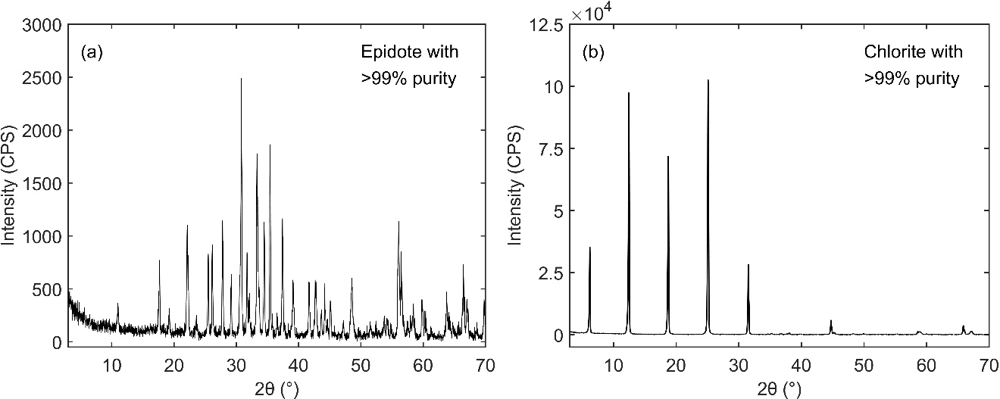 (a)
Epidote with
>99% purity
3000
2500
2000
1500
1000
500
0
Intensity (CPS)
10 20 30 40 50 60 70
2θ (°)
×10⁴
(b)
Chlorite with
>99% purity
12.5
10
7.5
5
2.5
0
Intensity (CPS)
10 20 30 40 50 60 70
2θ (°)